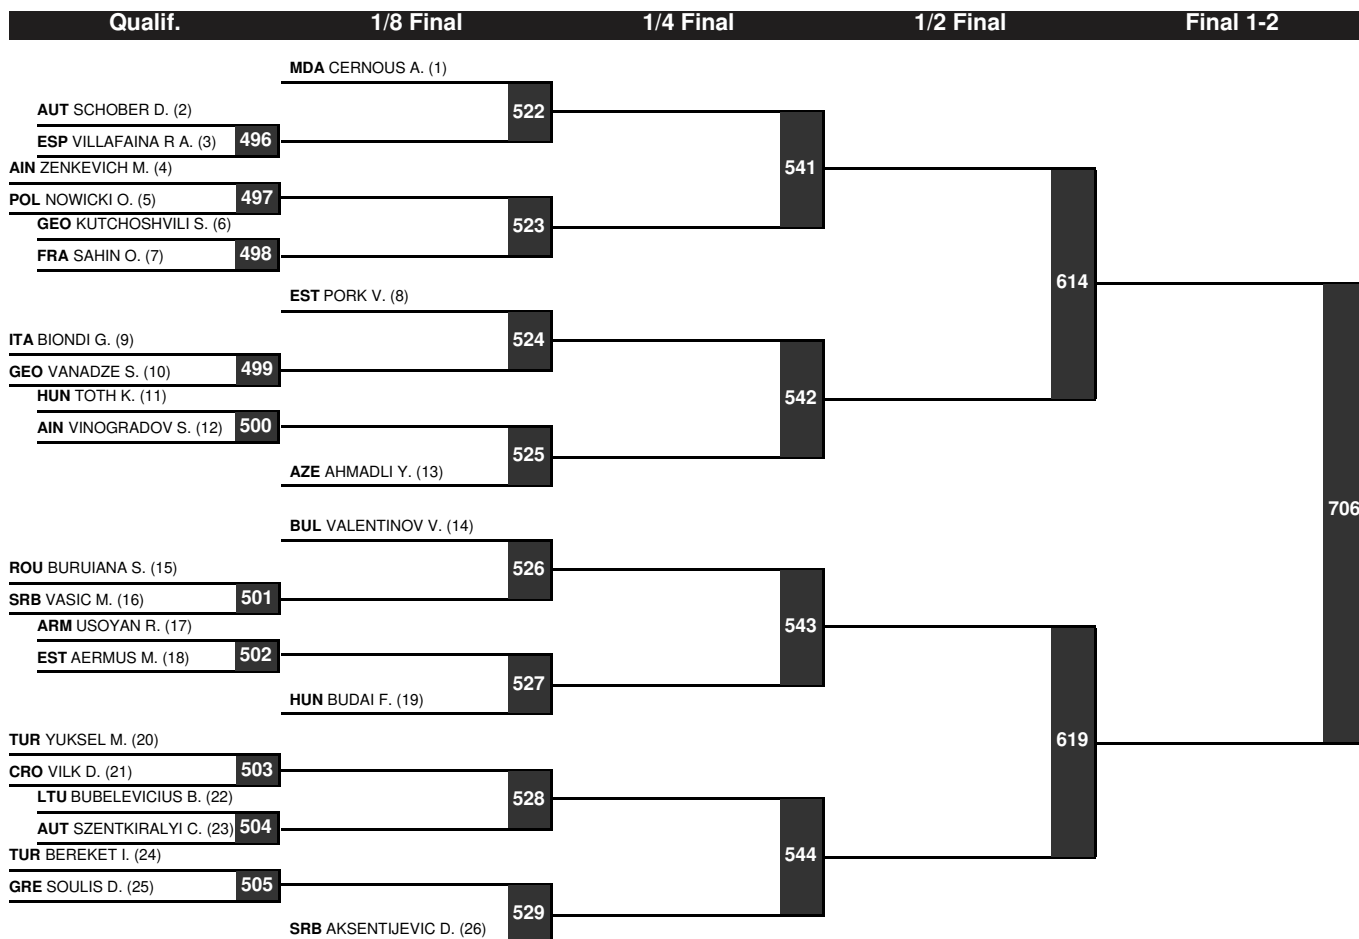 Qualif. 1/8 Final 1/4 Final 1/2 Final Final 1-2
MDA CERNOUS A. (1)
AUT SCHOBER D. (2)
522
ESP VILLAFAINA R A. (3) 496
AIN ZENKEVICH M. (4)
541
POL NOWICKI O. (5) 497
GEO KUTCHOSHVILI S. (6)
523
FRA SAHIN O. (7) 498
614
EST PORK V. (8)
ITA BIONDI G. (9)
524
GEO VANADZE S. (10) 499
HUN TOTH K. (11)
542
AIN VINOGRADOV S. (12) 500
525
AZE AHMADLI Y. (13)
706
BUL VALENTINOV V. (14)
ROU BURUIANA S. (15)
526
SRB VASIC M. (16) 501
ARM USOYAN R. (17)
543
EST AERMUS M. (18) 502
527
HUN BUDAI F. (19)
TUR YUKSEL M. (20)
619
CRO VILK D. (21) 503
LTU BUBELEVICIUS B. (22)
528
AUT SZENTKIRALYI C. (23) 504
TUR BEREKET I. (24)
544
GRE SOULIS D. (25) 505
529
SRB AKSENTIJEVIC D. (26)